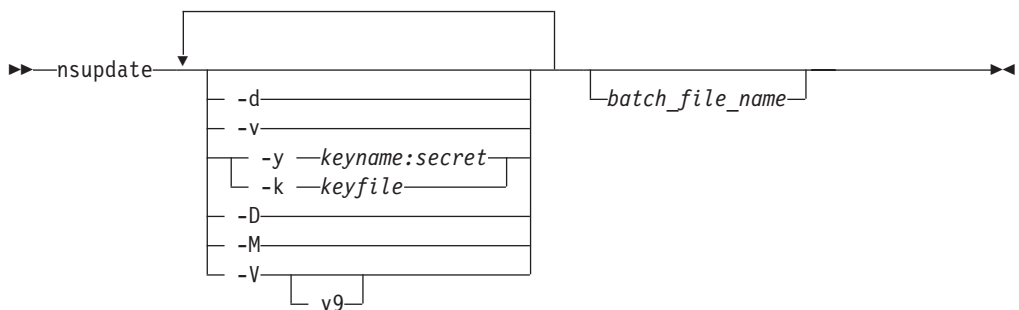 nsupdate
-d
batch_file_name
-v
-y keyname:secret
-k keyfile
-D
-M
-V
v9